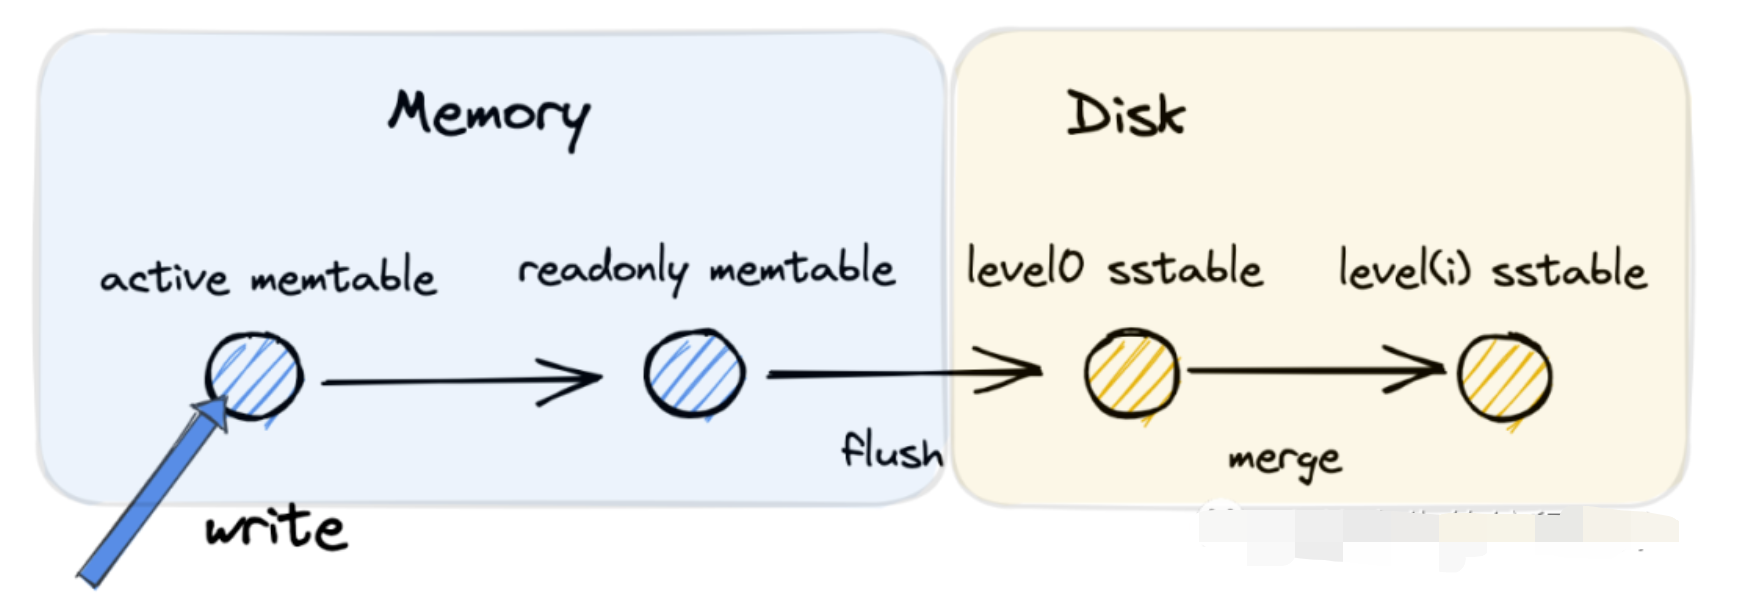 Memory
Disk
active memtable
readonly memtable
level0 sstable
level(i) sstable
flush
merge
write